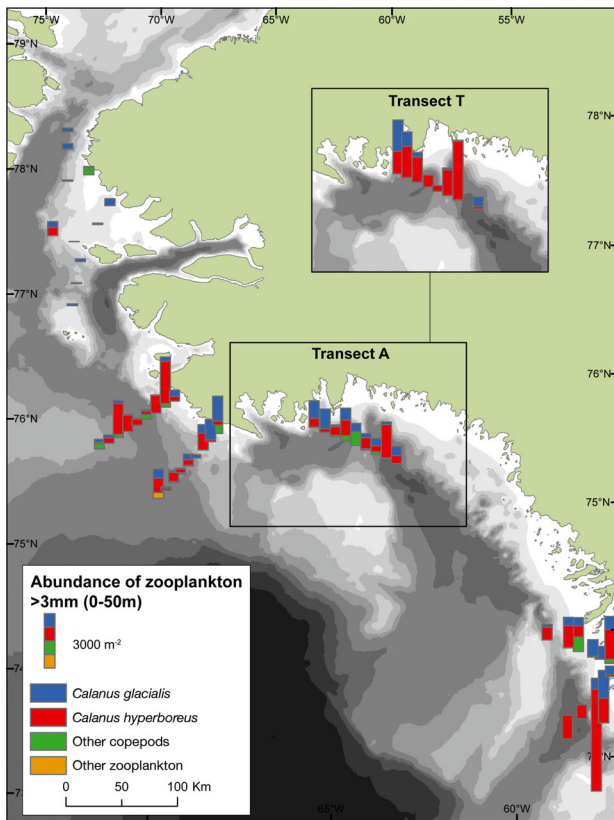 75°W 70°W 65°W 60°W 55°W
79°N
78°N
78°N
77°N
77°N
76°N
76°N
75°N
75°N
74°N
Transect T
Transect A
Abundance of zooplankton
>3mm (0-50m)
3000 m-2
Calanus glacialis
Calanus hyperboreus
Other copepods
Other zooplankton
0 50 100 Km
65°W 60°W